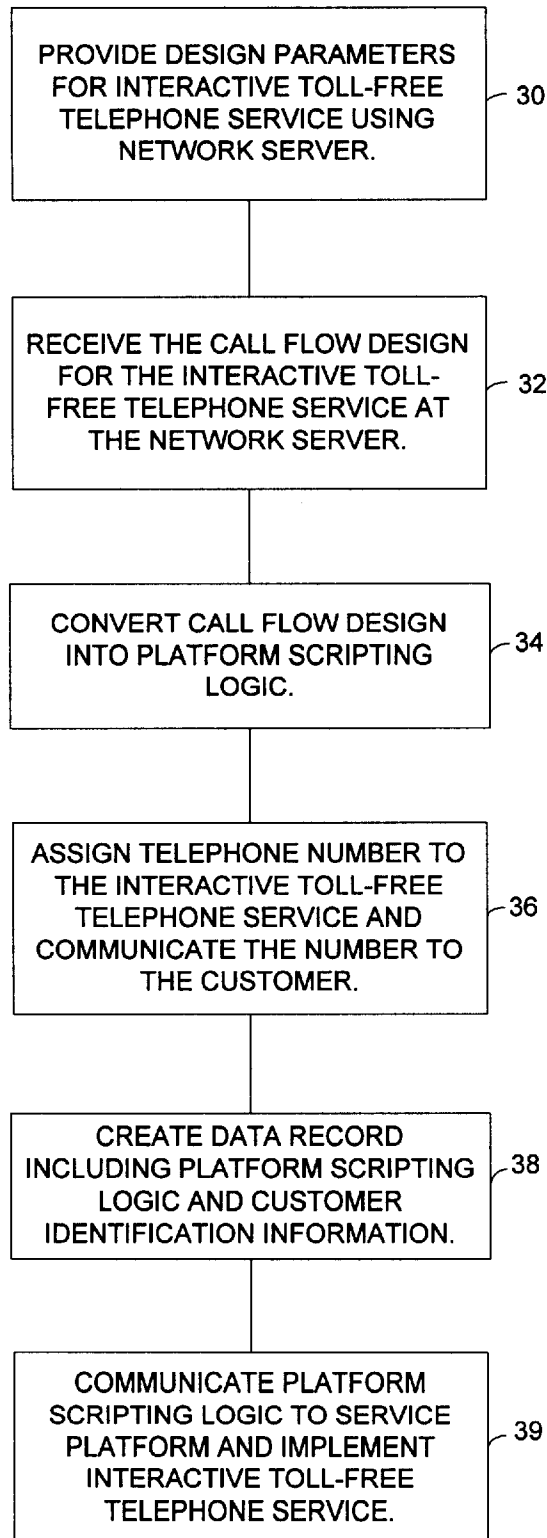 PROVIDE DESIGN PARAMETERS
FOR INTERACTIVE TOLL-FREE
TELEPHONE SERVICE USING
NETWORK SERVER.
30
RECEIVE THE CALL FLOW DESIGN
FOR THE INTERACTIVE TOLL-
FREE TELEPHONE SERVICE AT
THE NETWORK SERVER.
32
CONVERT CALL FLOW DESIGN
INTO PLATFORM SCRIPTING
LOGIC.
34
ASSIGN TELEPHONE NUMBER TO
THE INTERACTIVE TOLL-FREE
TELEPHONE SERVICE AND
COMMUNICATE THE NUMBER TO
THE CUSTOMER.
36
CREATE DATA RECORD
INCLUDING PLATFORM SCRIPTING
LOGIC AND CUSTOMER
IDENTIFICATION INFORMATION.
38
COMMUNICATE PLATFORM
SCRIPTING LOGIC TO SERVICE
PLATFORM AND IMPLEMENT
INTERACTIVE TOLL-FREE
TELEPHONE SERVICE.
39